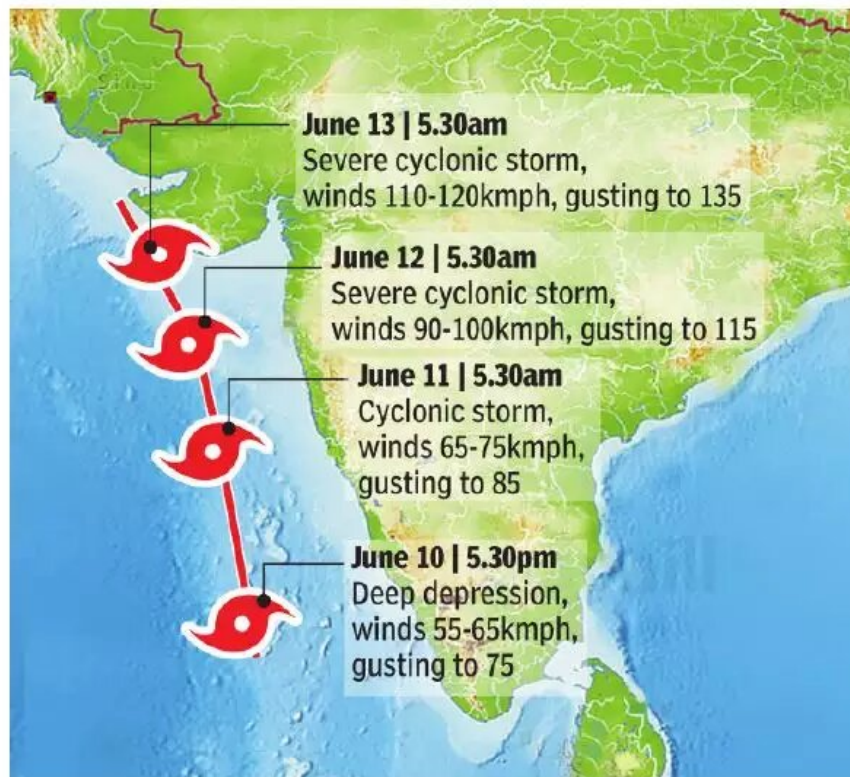 Sind
June 13 | 5.30am
Severe cyclonic storm,
winds 110-120kmph, gusting to 135
June 12 | 5.30am
Severe cyclonic storm,
winds 90-100kmph, gusting to 115
June 11 | 5.30am
Cyclonic storm,
winds 65-75kmph,
gusting to 85
June 10 | 5.30pm
Deep depression,
winds 55-65kmph,
gusting to 75